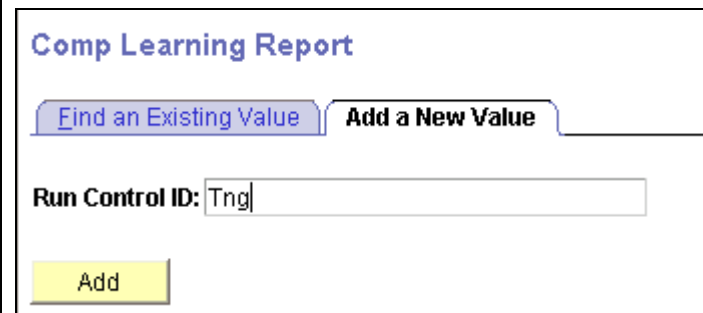 Comp Learning Report
Find an Existing Value Add a New Value
Run Control ID: Tng
Add